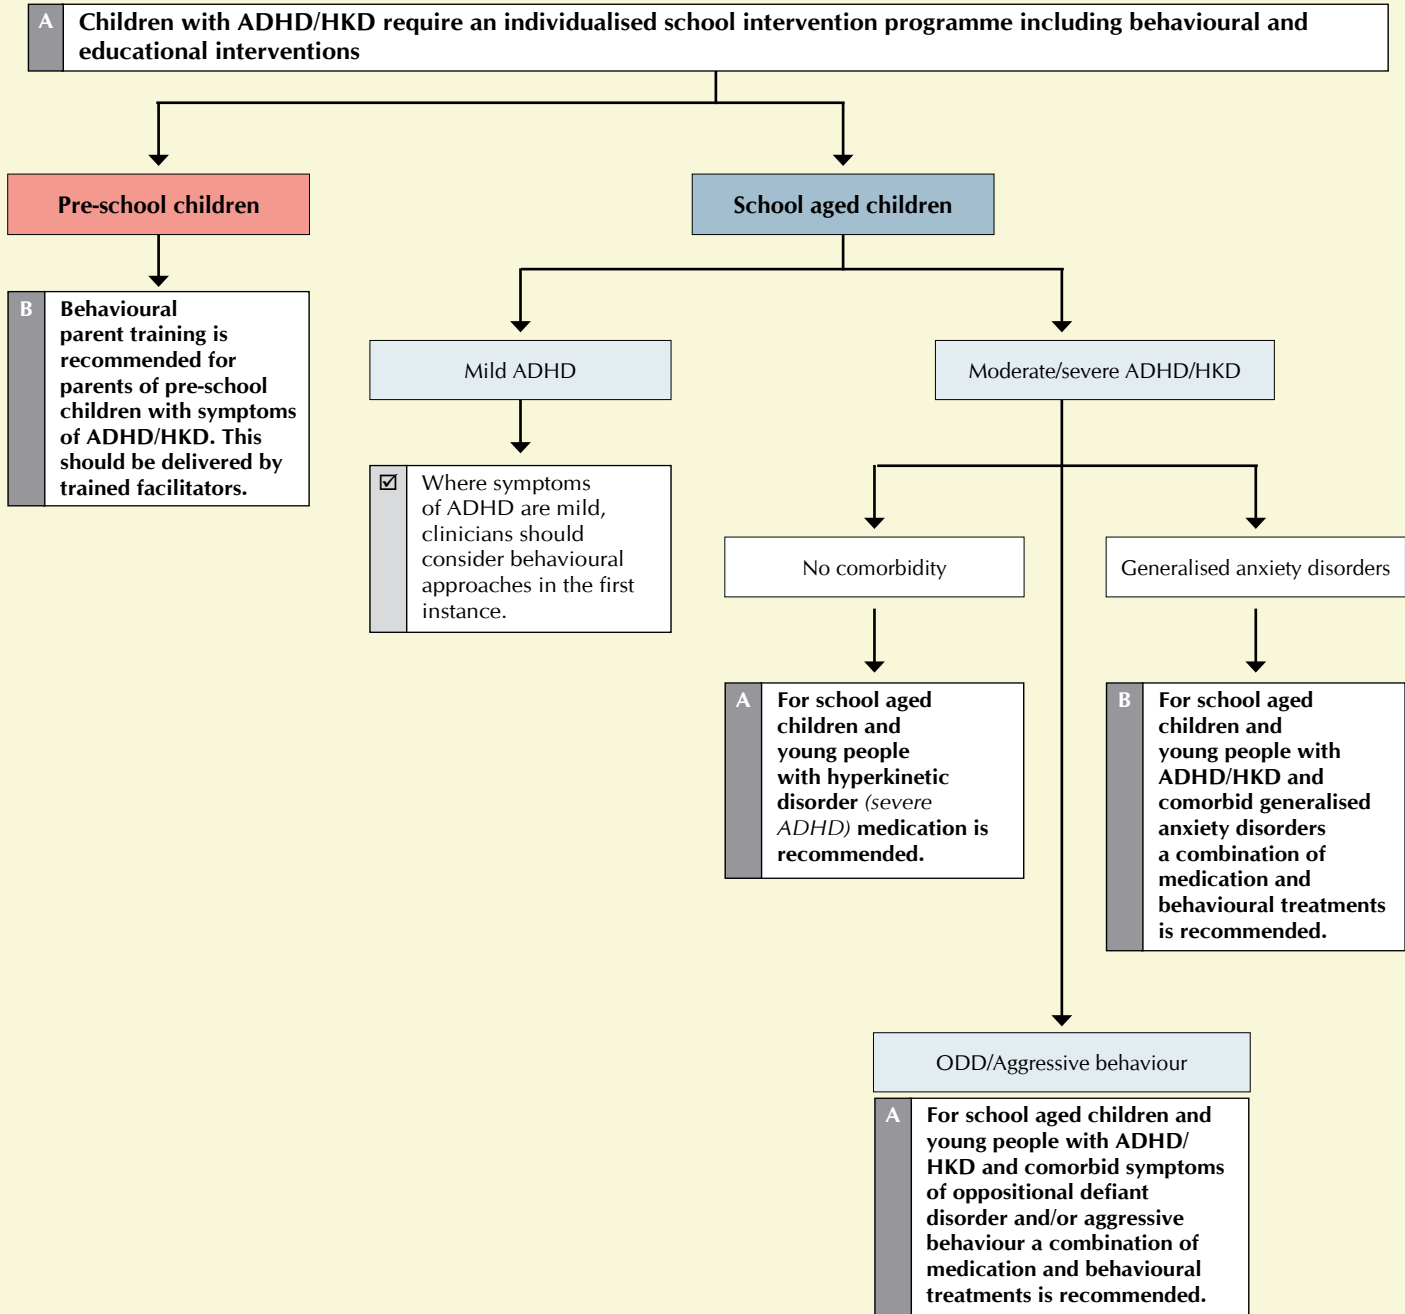 A
Children with ADHD/HKD require an individualised school intervention programme including behavioural and
educational interventions
Pre-school children
School aged children
B
Behavioural
parent training is
recommended for
parents of pre-school
children with symptoms
of ADHD/HKD. This
should be delivered by
trained facilitators.
Mild ADHD
Moderate/severe ADHD/HKD
☑
Where symptoms
of ADHD are mild,
clinicians should
consider behavioural
approaches in the first
instance.
No comorbidity
Generalised anxiety disorders
A
For school aged
children and
young people
with hyperkinetic
disorder (severe
ADHD) medication is
recommended.
B
For school aged
children and
young people with
ADHD/HKD and
comorbid generalised
anxiety disorders
a combination of
medication and
behavioural treatments
is recommended.
ODD/Aggressive behaviour
A
For school aged children and
young people with ADHD/
HKD and comorbid symptoms
of oppositional defiant
disorder and/or aggressive
behaviour a combination of
medication and behavioural
treatments is recommended.